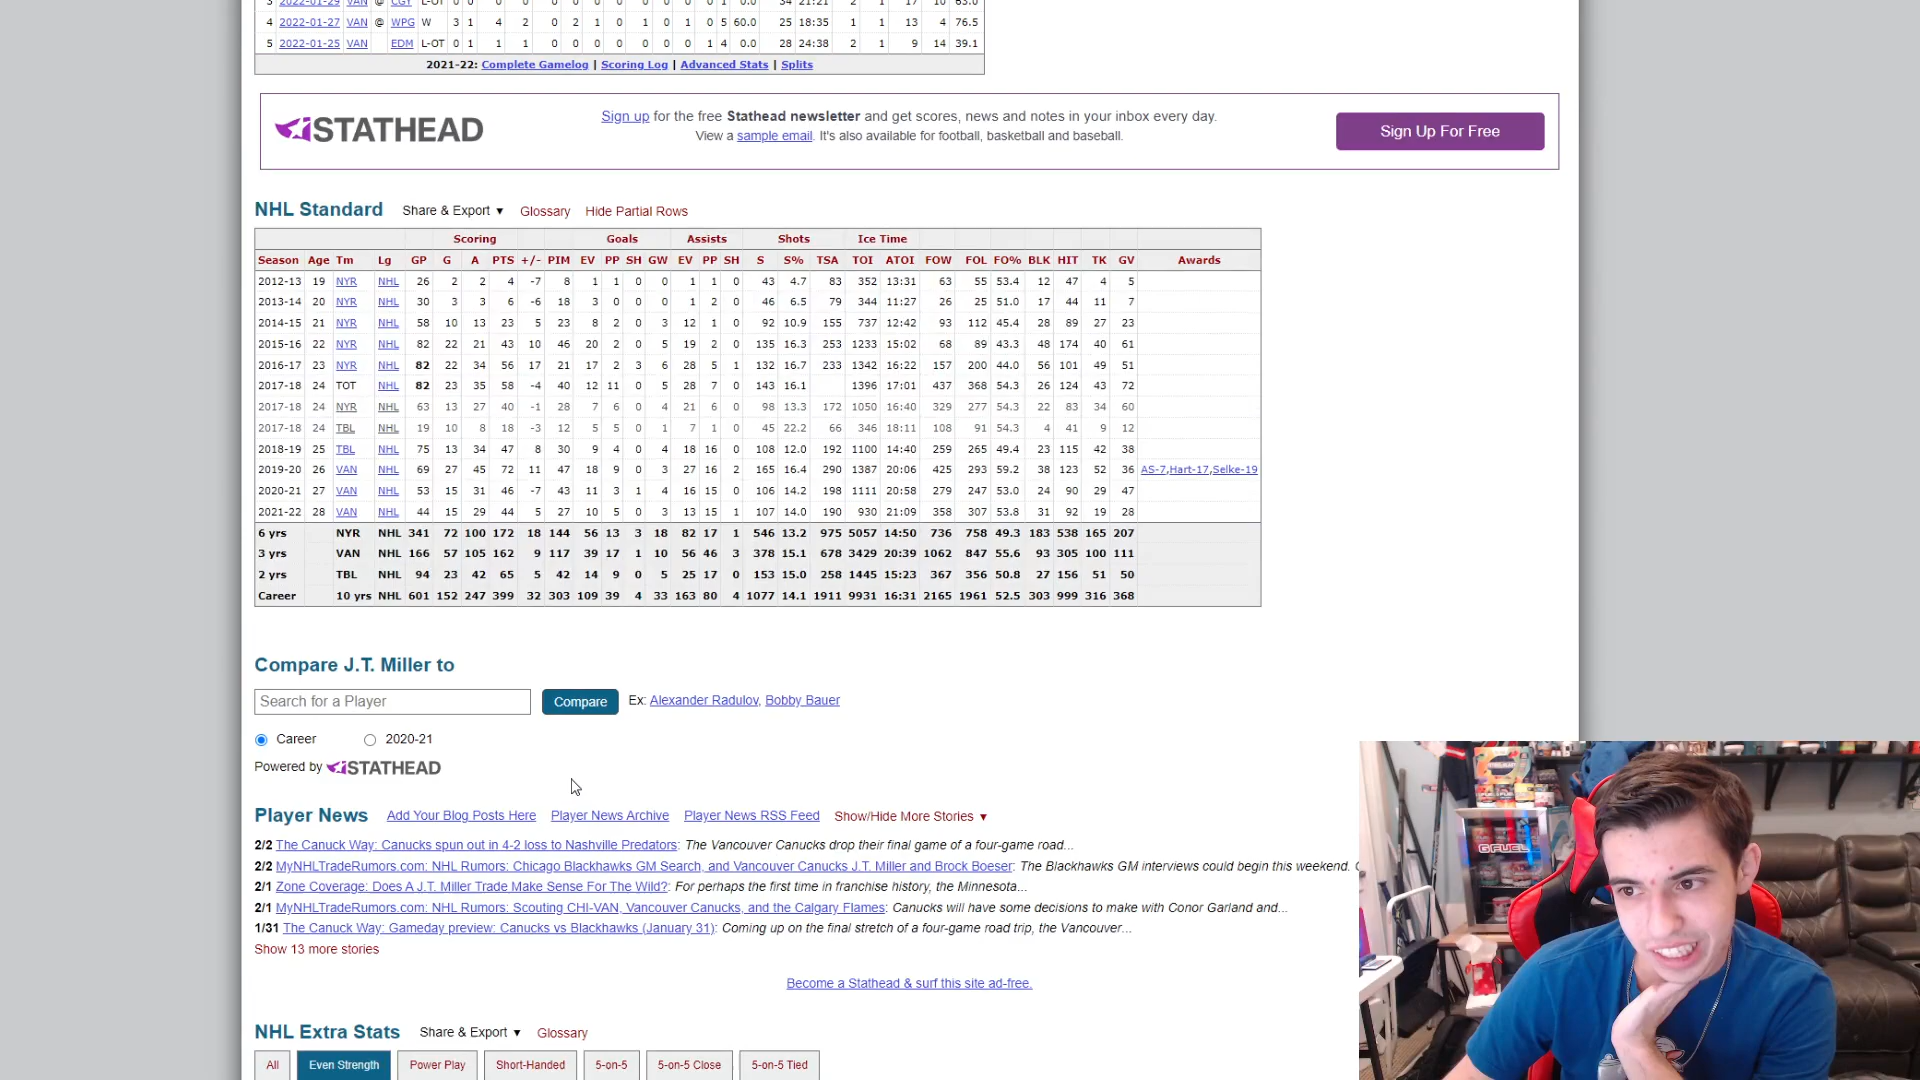 3 2022-01-29 VAN @ CGY L-OT 0 0 0 0 0 0 0 0 0 0 0 1 0.0 34 21:21 2 1 17 10 63.0
4 2022-01-27 VAN @ WPG W 3 1 4 2 0 2 1 0 1 0 1 0 5 60.0 25 18:35 1 1 13 4 76.5
5 2022-01-25 VAN EDM L-OT 0 1 1 1 0 0 0 0 0 0 0 1 4 0.0 28 24:38 2 1 9 14 39.1
2021-22: Complete Gamelog | Scoring Log | Advanced Stats | Splits
STATHEAD
Sign up for the free Stathead newsletter and get scores, news and notes in your inbox every day.
View a sample email. It's also available for football, basketball and baseball.
Sign Up For Free
NHL Standard Share & Export ▼ Glossary Hide Partial Rows
Scoring Goals Assists Shots Ice Time
Season Age Tm Lg GP G A PTS +/- PIM EV PP SH GW EV PP SH S S% TSA TOI ATOI FOW FOL FO% BLK HIT TK GV Awards
2012-13 19 NYR NHL 26 2 2 4 -7 8 1 1 0 0 1 1 0 43 4.7 83 352 13:31 63 55 53.4 12 47 4 5
2013-14 20 NYR NHL 30 3 3 6 -6 18 3 0 0 0 1 2 0 46 6.5 79 344 11:27 26 25 51.0 17 44 11 7
2014-15 21 NYR NHL 58 10 13 23 5 23 8 2 0 3 12 1 0 92 10.9 155 737 12:42 93 112 45.4 28 89 27 23
2015-16 22 NYR NHL 82 22 21 43 10 46 20 2 0 5 19 2 0 135 16.3 253 1233 15:02 68 89 43.3 48 174 40 61
2016-17 23 NYR NHL 82 22 34 56 17 21 17 2 3 6 28 5 1 132 16.7 233 1342 16:22 157 200 44.0 56 101 49 51
2017-18 24 TOT NHL 82 23 35 58 -4 40 12 11 0 5 28 7 0 143 16.1 1396 17:01 437 368 54.3 26 124 43 72
2017-18 24 NYR NHL 63 13 27 40 -1 28 7 6 0 4 21 6 0 98 13.3 172 1050 16:40 329 277 54.3 22 83 34 60
2017-18 24 TBL NHL 19 10 8 18 -3 12 5 5 0 1 7 1 0 45 22.2 66 346 18:11 108 91 54.3 4 41 9 12
2018-19 25 TBL NHL 75 13 34 47 8 30 9 4 0 4 18 16 0 108 12.0 192 1100 14:40 259 265 49.4 23 115 42 38
2019-20 26 VAN NHL 69 27 45 72 11 47 18 9 0 3 27 16 2 165 16.4 290 1387 20:06 425 293 59.2 38 123 52 36 AS-7,Hart-17,Selke-19
2020-21 27 VAN NHL 53 15 31 46 -7 43 11 3 1 4 16 15 0 106 14.2 198 1111 20:58 279 247 53.0 24 90 29 47
2021-22 28 VAN NHL 44 15 29 44 5 27 10 5 0 3 13 15 1 107 14.0 190 930 21:09 358 307 53.8 31 92 19 28
6 yrs NYR NHL 341 72 100 172 18 144 56 13 3 18 82 17 1 546 13.2 975 5057 14:50 736 758 49.3 183 538 165 207
3 yrs VAN NHL 166 57 105 162 9 117 39 17 1 10 56 46 3 378 15.1 678 3429 20:39 1062 847 55.6 93 305 100 111
2 yrs TBL NHL 94 23 42 65 5 42 14 9 0 5 25 17 0 153 15.0 258 1445 15:23 367 356 50.8 27 156 51 50
Career 10 yrs NHL 601 152 247 399 32 303 109 39 4 33 163 80 4 1077 14.1 1911 9931 16:31 2165 1961 52.5 303 999 316 368
Compare J.T. Miller to
Search for a Player Compare Ex: Alexander Radulov, Bobby Bauer
Career 2020-21
Powered by STATHEAD
Player News Add Your Blog Posts Here Player News Archive Player News RSS Feed Show/Hide More Stories ▼
2/2 The Canuck Way: Canucks spun out in 4-2 loss to Nashville Predators: The Vancouver Canucks drop their final game of a four-game road...
2/2 MyNHLTradeRumors.com: NHL Rumors: Chicago Blackhawks GM Search, and Vancouver Canucks J.T. Miller and Brock Boeser: The Blackhawks GM interviews could begin this weekend.
2/1 Zone Coverage: Does A J.T. Miller Trade Make Sense For The Wild?: For perhaps the first time in franchise history, the Minnesota...
2/1 MyNHLTradeRumors.com: NHL Rumors: Scouting CHI-VAN, Vancouver Canucks, and the Calgary Flames: Canucks will have some decisions to make with Conor Garland and...
1/31 The Canuck Way: Gameday preview: Canucks vs Blackhawks (January 31): Coming up on the final stretch of a four-game road trip, the Vancouver...
Show 13 more stories
GFUEL
Become a Stathead & surf this site ad-free.
NHL Extra Stats Share & Export ▼ Glossary
All Even Strength Power Play Short-Handed 5-on-5 5-on-5 Close 5-on-5 Tied